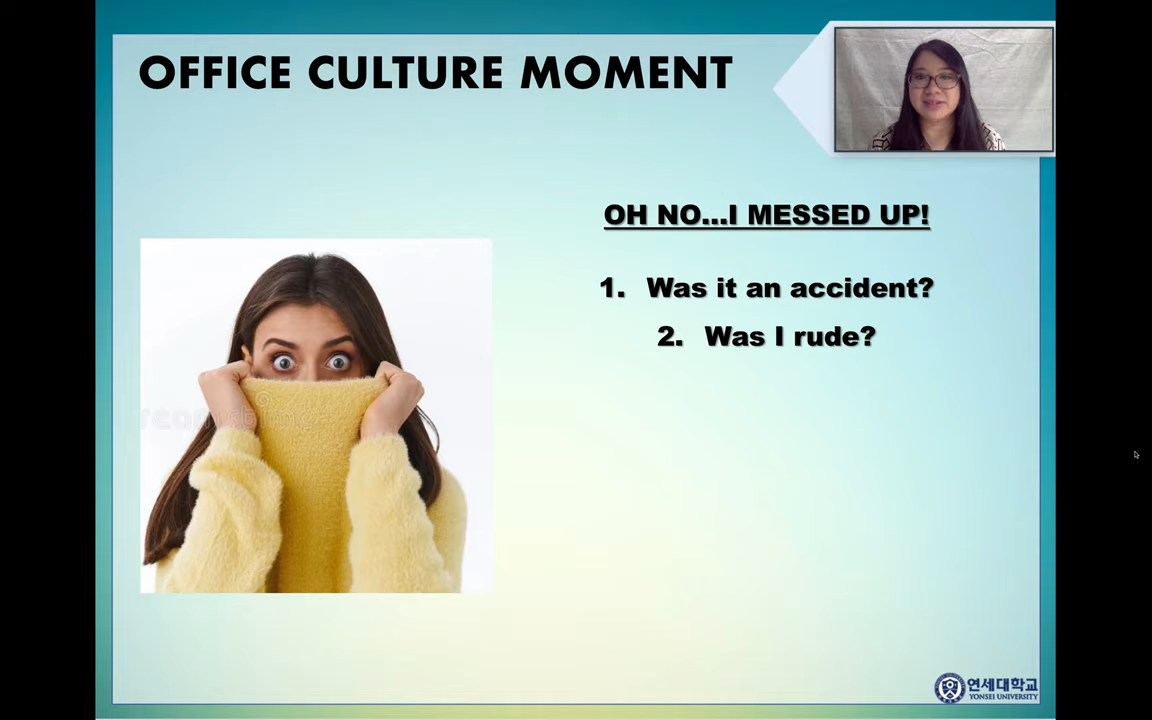 OFFICE CULTURE MOMENT
OH NO...I MESSED UP!
1. Was it an accident?
2. Was I rude?
연세대학교
YONSEI UNIVERSITY